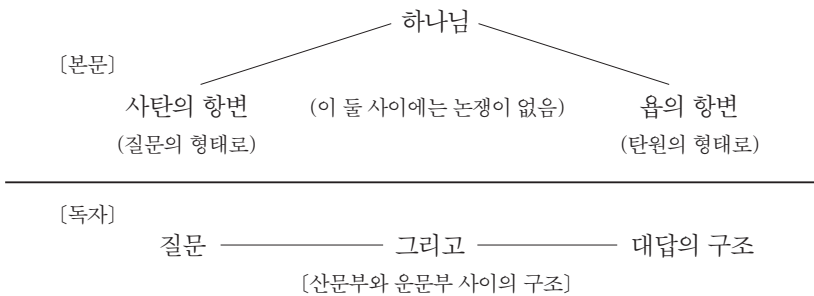 하나님
〔본문〕
사탄의 항변 (이 둘 사이에는 논쟁이 없음) 욥의 항변
(질문의 형태로) (탄원의 형태로)
〔독자〕
질문 그리고 대답의 구조
〔산문부와 운문부 사이의 구조〕